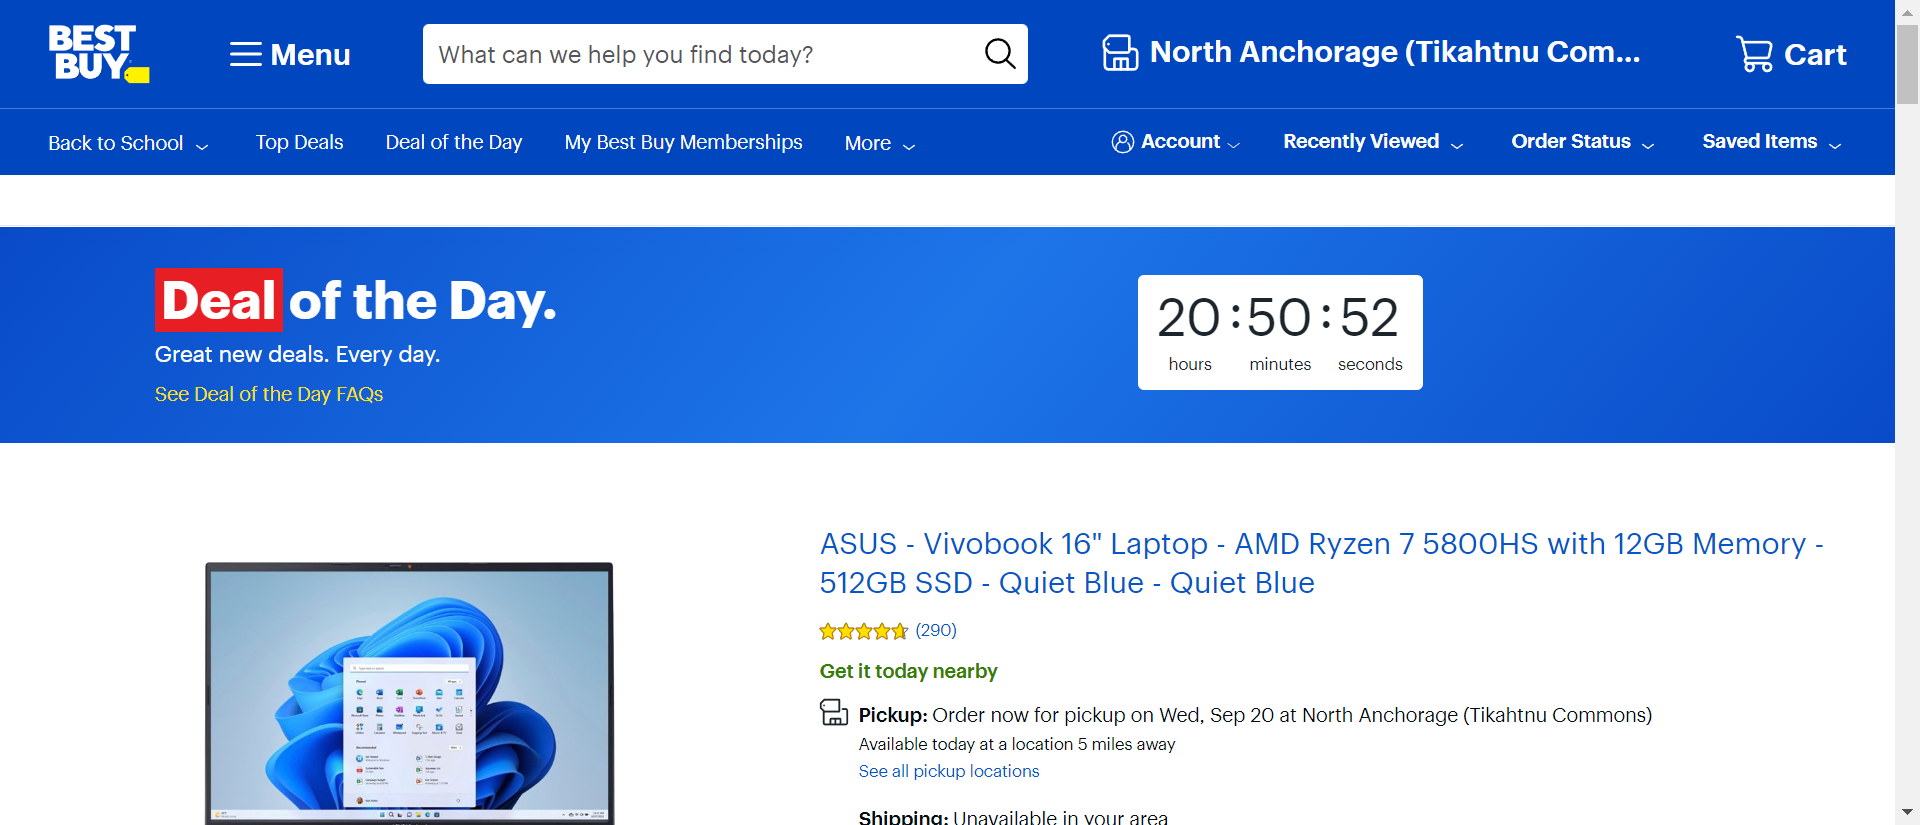 BEST
BUY
Menu
What can we help you find today?
North Anchorage (Tikahtnu Com...
Cart
Back to School
Top Deals
Deal of the Day
My Best Buy Memberships
More
Account
Recently Viewed
Order Status
Saved Items
Deal of the Day.
Great new deals. Every day.
See Deal of the Day FAQs
20:50:52
hours minutes seconds
ASUS - Vivobook 16" Laptop - AMD Ryzen 7 5800HS with 12GB Memory -
512GB SSD - Quiet Blue - Quiet Blue
(290)
Get it today nearby
Pickup: Order now for pickup on Wed, Sep 20 at North Anchorage (Tikahtnu Commons)
Available today at a location 5 miles away
See all pickup locations
Shipping: Unavailable in your area